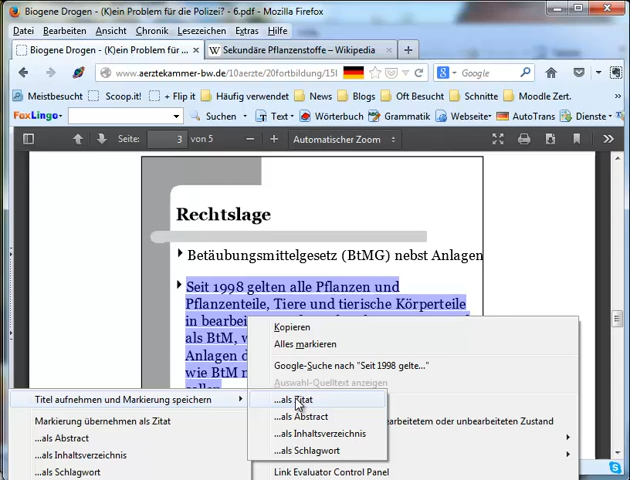 Biogene Drogen - (K)ein Problem für die Polizei? - 6.pdf - Mozilla Firefox
Datei Bearbeiten Ansicht Chronik Lesezeichen Extras Hilfe
Biogene Drogen - (K)ein Problem für die P... × W Sekundäre Pflanzenstoffe – Wikipedia × +
www.aerztekammer-bw.de/10aerzte/20fortbildung/15l
Google
Meistbesucht Scoop.it! + Flip it Häufig verwendet News Blogs Oft Besucht Schnitte Moodle Zert.
FoxLingo Suchen Text Wörterbuch Grammatik Website AutoTrans Dienste
Seite: 3 von 5 − + Automatischer Zoom
Rechtslage
Betäubungsmittelgesetz (BtMG) nebst Anlagen
Seit 1998 gelten alle Pflanzen und
Pflanzenteile, Tiere und tierische Körperteile
in bearbei
als BtM, w
Anlagen d
wie BtM n
sollen
Kopieren
Alles markieren
Google-Suche nach "Seit 1998 gelte..."
Auswahl-Quelltext anzeigen
Titel aufnehmen und Markierung speichern
...als Zitat
...als Abstract
...als Inhaltsverzeichnis
...als Schlagwort
Markierung übernehmen als Zitat
...als Abstract
...als Inhaltsverzeichnis
...als Schlagwort
earbeitetem oder unbearbeitetem Zustand
Link Evaluator Control Panel